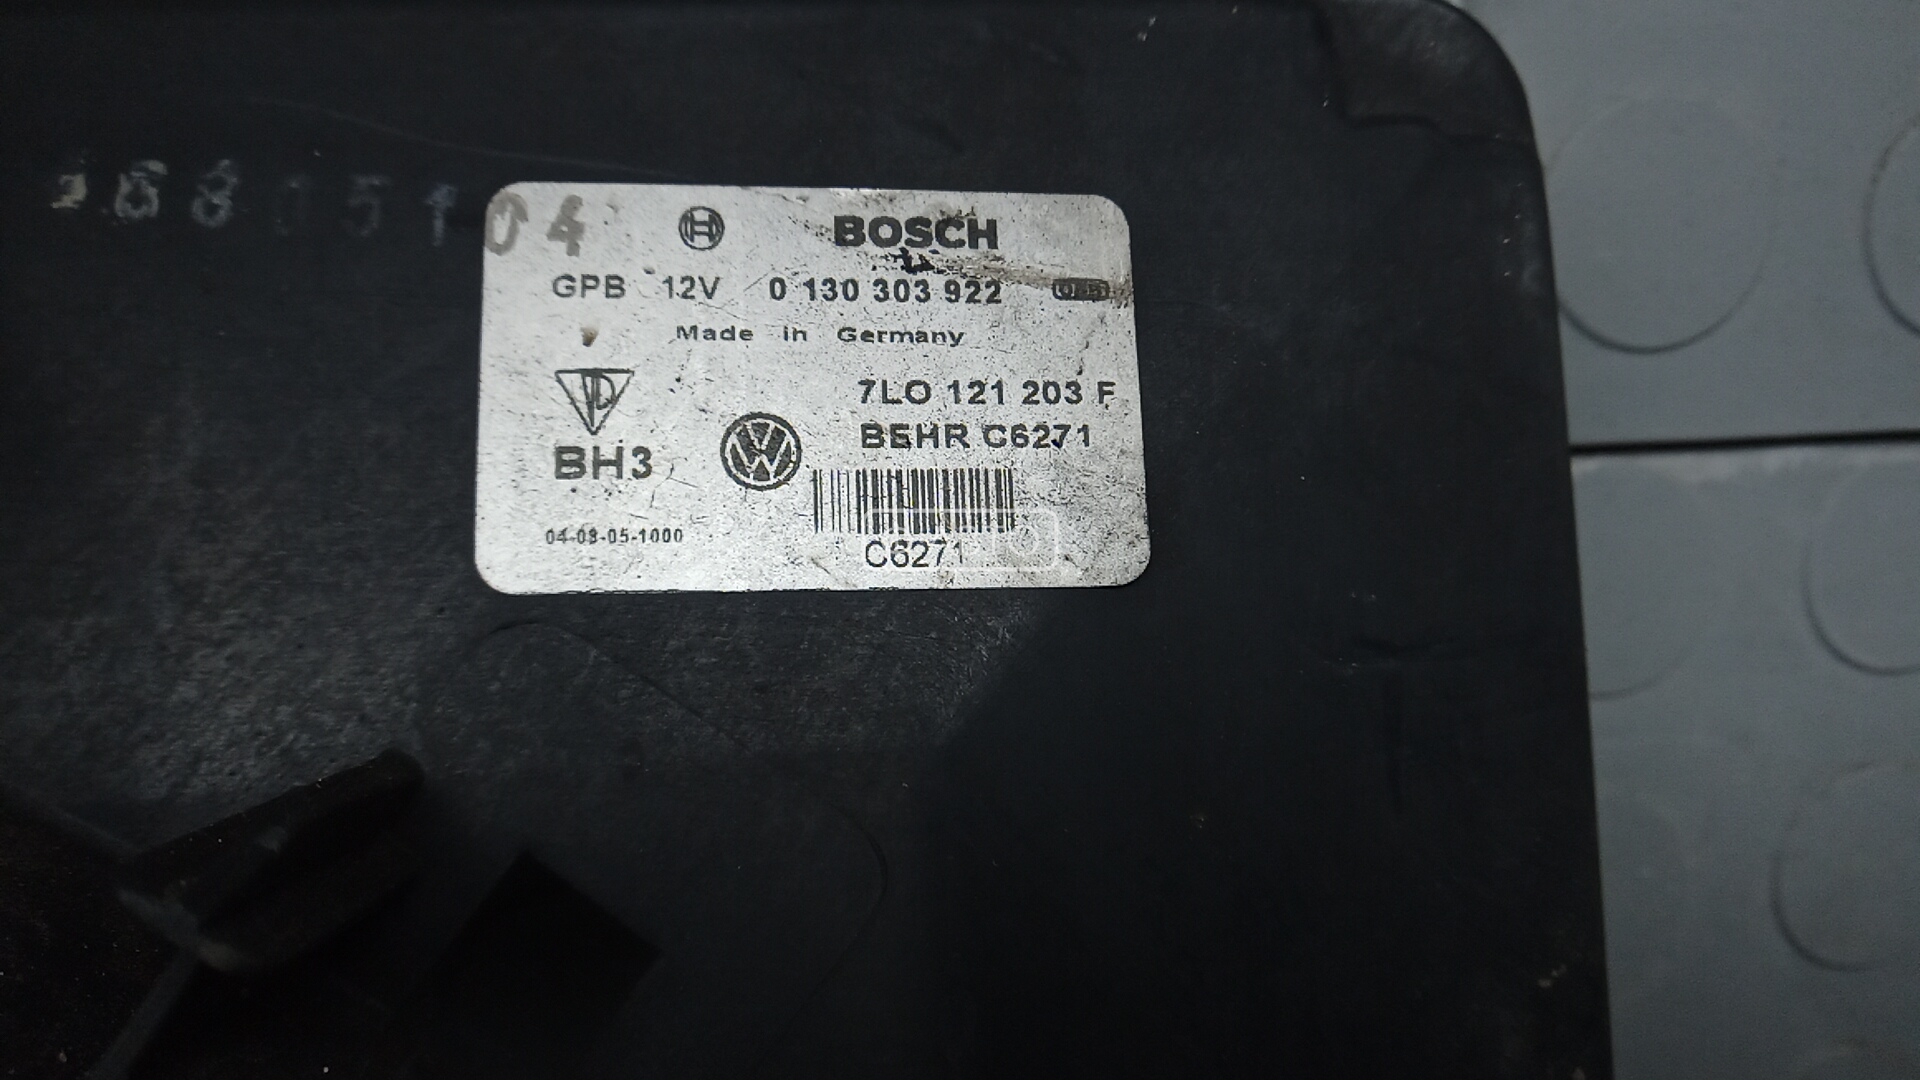 BOSCH
GPB 12V 0 130 303 922
Made in Germany
7LO 121 203 F
BEHR C6271
BH3
04-08-05-1000
C6271